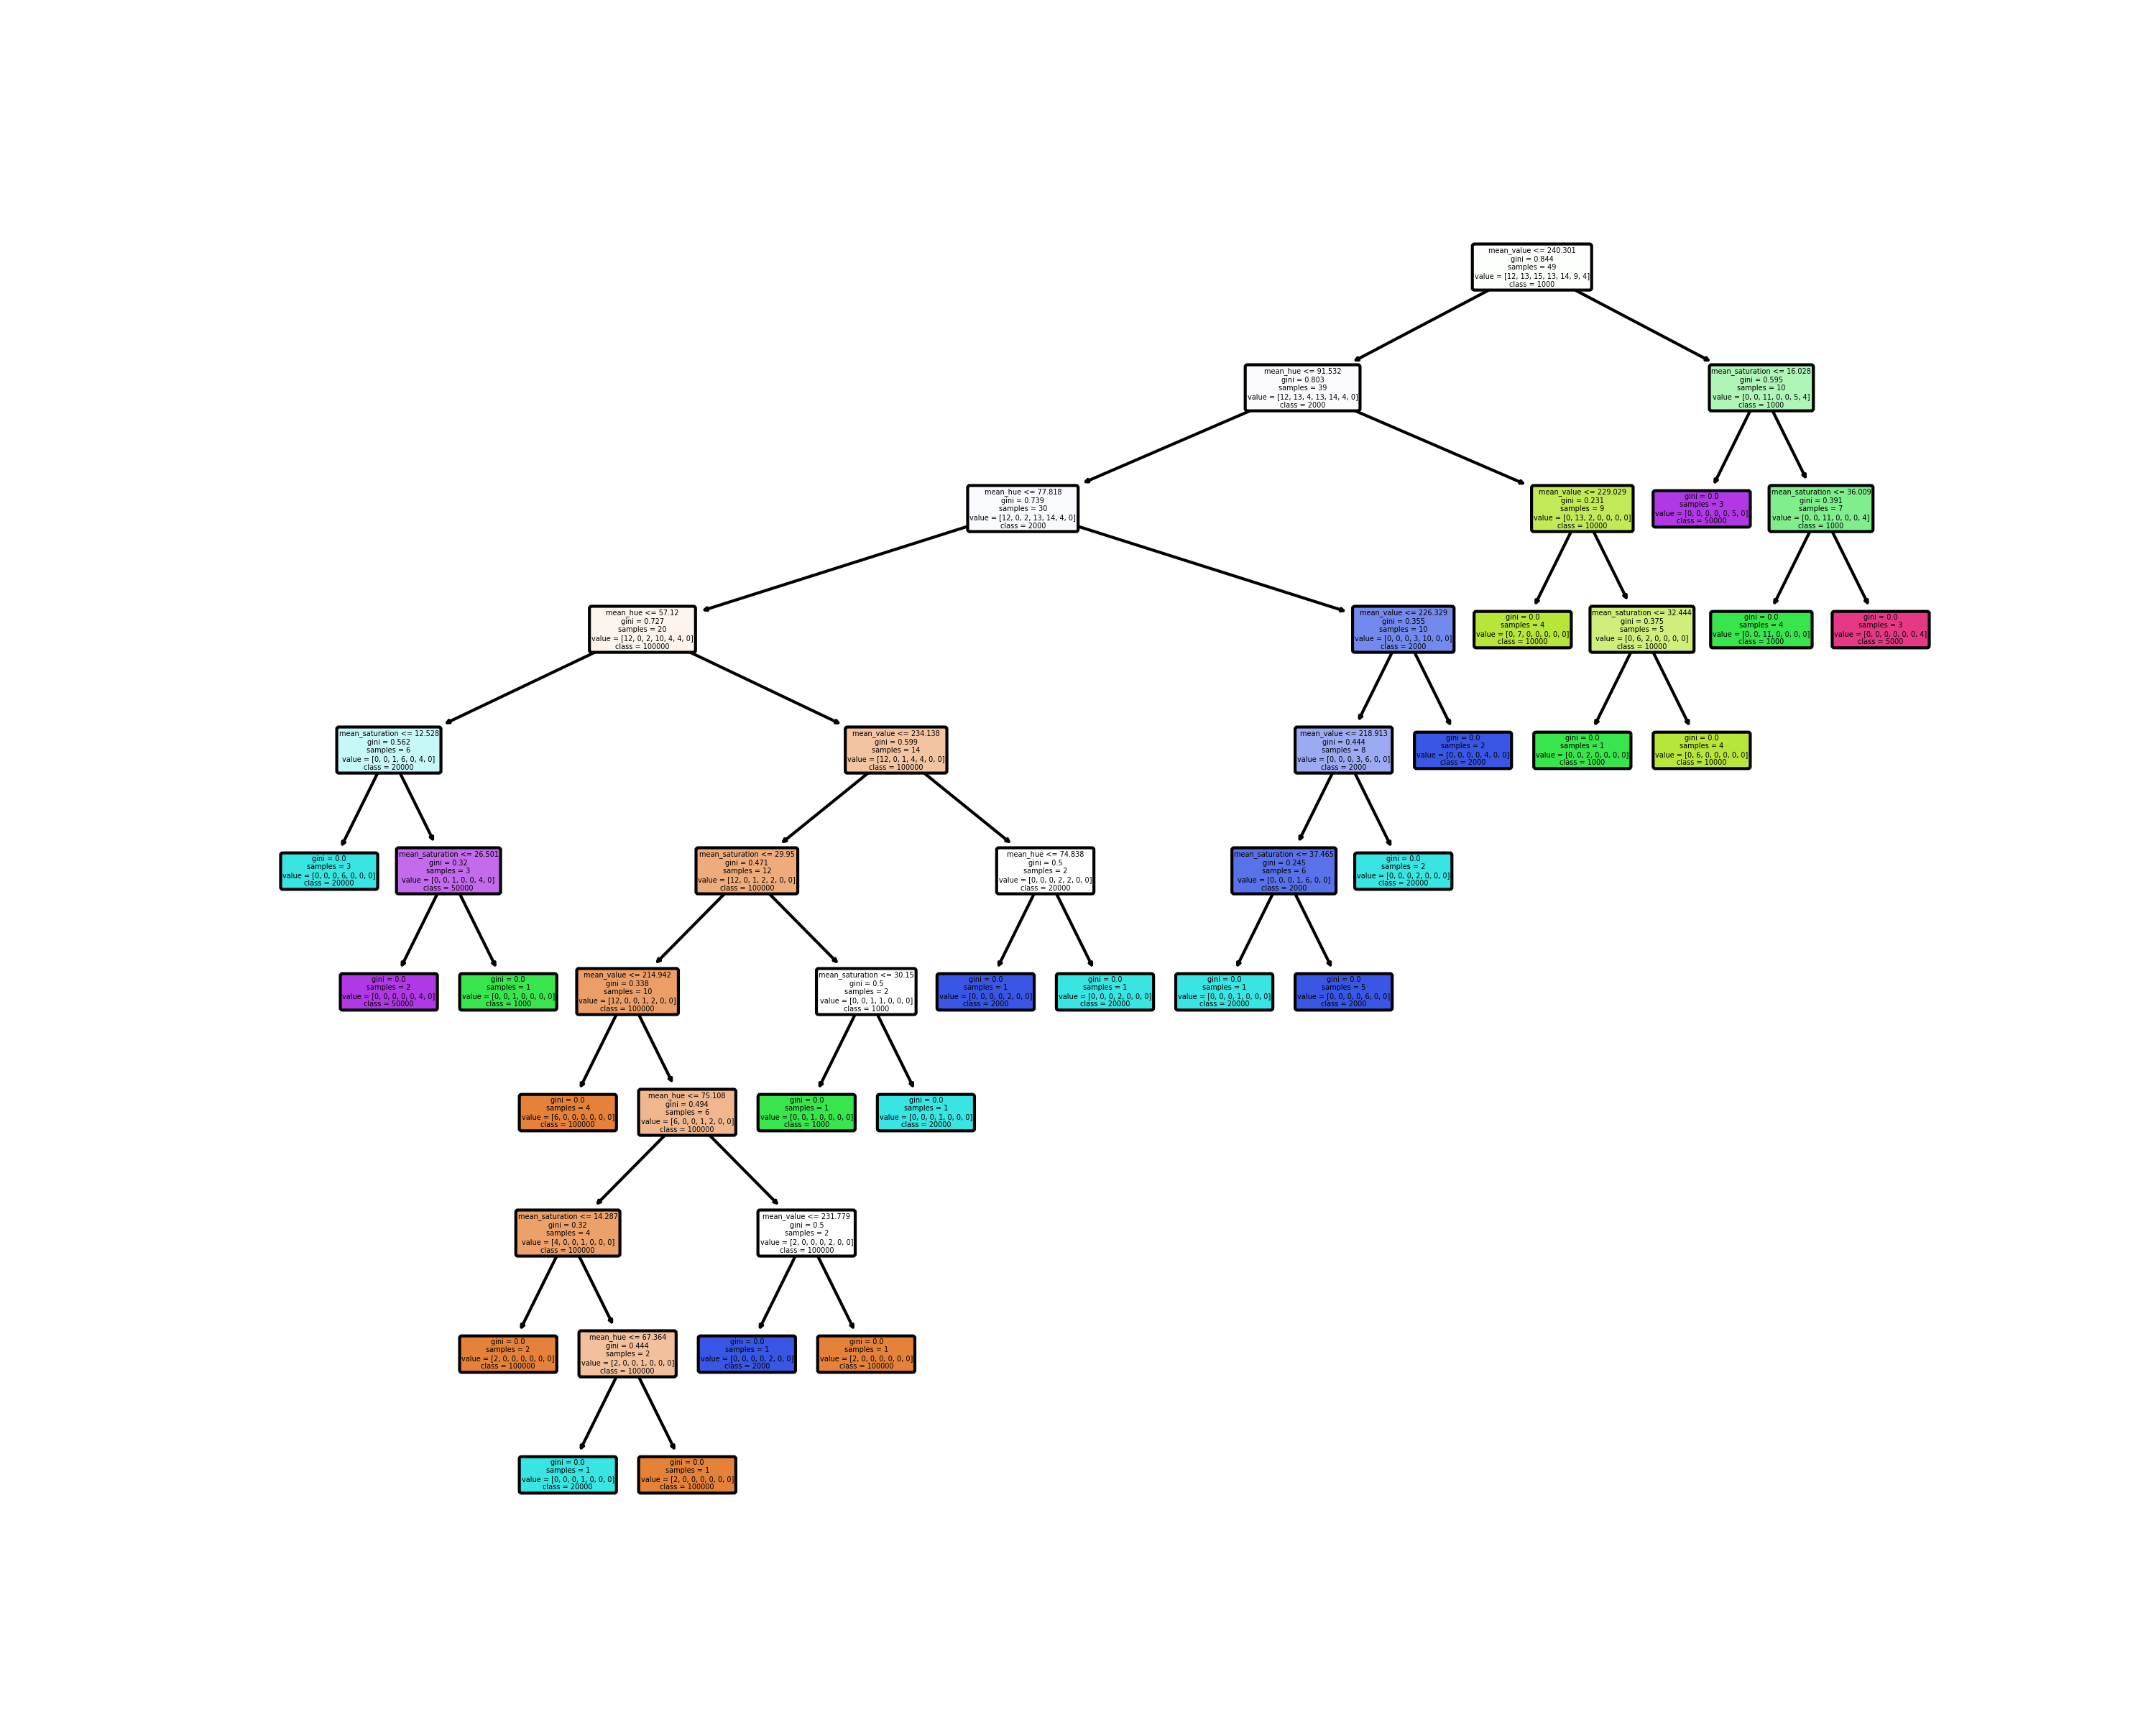 mean_value <= 240.301
gini = 0.844
samples = 49
value = [12, 13, 15, 13, 14, 9, 4]
class = 1000
mean_hue <= 91.532
gini = 0.803
samples = 39
value = [12, 13, 4, 13, 14, 4, 0]
class = 2000
mean_saturation <= 16.028
gini = 0.595
samples = 10
value = [0, 0, 11, 0, 0, 5, 4]
class = 1000
mean_hue <= 77.818
gini = 0.739
samples = 30
value = [12, 0, 2, 13, 14, 4, 0]
class = 2000
mean_value <= 229.029
gini = 0.231
samples = 9
value = [0, 13, 2, 0, 0, 0, 0]
class = 10000
gini = 0.0
samples = 3
value = [0, 0, 0, 0, 0, 5, 0]
class = 50000
mean_saturation <= 36.009
gini = 0.391
samples = 7
value = [0, 0, 11, 0, 0, 0, 4]
class = 1000
mean_hue <= 57.12
gini = 0.727
samples = 20
value = [12, 0, 2, 10, 4, 4, 0]
class = 100000
mean_value <= 226.329
gini = 0.355
samples = 10
value = [0, 0, 0, 3, 10, 0, 0]
class = 2000
gini = 0.0
samples = 4
value = [0, 7, 0, 0, 0, 0, 0]
class = 10000
mean_saturation <= 32.444
gini = 0.375
samples = 5
value = [0, 6, 2, 0, 0, 0, 0]
class = 10000
gini = 0.0
samples = 4
value = [0, 0, 11, 0, 0, 0, 0]
class = 1000
gini = 0.0
samples = 3
value = [0, 0, 0, 0, 0, 0, 4]
class = 5000
mean_saturation <= 12.528
gini = 0.562
samples = 6
value = [0, 0, 1, 6, 0, 4, 0]
class = 20000
mean_value <= 234.138
gini = 0.599
samples = 14
value = [12, 0, 1, 4, 4, 0, 0]
class = 100000
mean_value <= 218.913
gini = 0.444
samples = 8
value = [0, 0, 0, 3, 6, 0, 0]
class = 2000
gini = 0.0
samples = 2
value = [0, 0, 0, 0, 4, 0, 0]
class = 2000
gini = 0.0
samples = 1
value = [0, 0, 2, 0, 0, 0, 0]
class = 1000
gini = 0.0
samples = 4
value = [0, 6, 0, 0, 0, 0, 0]
class = 10000
gini = 0.0
samples = 3
value = [0, 0, 0, 6, 0, 0, 0]
class = 20000
mean_saturation <= 26.501
gini = 0.32
samples = 3
value = [0, 0, 1, 0, 0, 4, 0]
class = 50000
mean_saturation <= 29.95
gini = 0.471
samples = 12
value = [12, 0, 1, 2, 2, 0, 0]
class = 100000
mean_hue <= 74.838
gini = 0.5
samples = 2
value = [0, 0, 0, 2, 2, 0, 0]
class = 20000
mean_saturation <= 37.465
gini = 0.245
samples = 6
value = [0, 0, 0, 1, 6, 0, 0]
class = 2000
gini = 0.0
samples = 2
value = [0, 0, 0, 2, 0, 0, 0]
class = 20000
gini = 0.0
samples = 2
value = [0, 0, 0, 0, 0, 4, 0]
class = 50000
gini = 0.0
samples = 1
value = [0, 0, 1, 0, 0, 0, 0]
class = 1000
mean_value <= 214.942
gini = 0.338
samples = 10
value = [12, 0, 0, 1, 2, 0, 0]
class = 100000
mean_saturation <= 30.15
gini = 0.5
samples = 2
value = [0, 0, 1, 1, 0, 0, 0]
class = 1000
gini = 0.0
samples = 1
value = [0, 0, 0, 0, 2, 0, 0]
class = 2000
gini = 0.0
samples = 1
value = [0, 0, 0, 2, 0, 0, 0]
class = 20000
gini = 0.0
samples = 1
value = [0, 0, 0, 1, 0, 0, 0]
class = 20000
gini = 0.0
samples = 5
value = [0, 0, 0, 0, 6, 0, 0]
class = 2000
gini = 0.0
samples = 4
value = [6, 0, 0, 0, 0, 0, 0]
class = 100000
mean_hue <= 75.108
gini = 0.494
samples = 6
value = [6, 0, 0, 1, 2, 0, 0]
class = 100000
gini = 0.0
samples = 1
value = [0, 0, 1, 0, 0, 0, 0]
class = 1000
gini = 0.0
samples = 1
value = [0, 0, 0, 1, 0, 0, 0]
class = 20000
mean_saturation <= 14.287
gini = 0.32
samples = 4
value = [4, 0, 0, 1, 0, 0, 0]
class = 100000
mean_value <= 231.779
gini = 0.5
samples = 2
value = [2, 0, 0, 0, 2, 0, 0]
class = 100000
gini = 0.0
samples = 2
value = [2, 0, 0, 0, 0, 0, 0]
class = 100000
mean_hue <= 67.364
gini = 0.444
samples = 2
value = [2, 0, 0, 1, 0, 0, 0]
class = 100000
gini = 0.0
samples = 1
value = [0, 0, 0, 0, 2, 0, 0]
class = 2000
gini = 0.0
samples = 1
value = [2, 0, 0, 0, 0, 0, 0]
class = 100000
gini = 0.0
samples = 1
value = [0, 0, 0, 1, 0, 0, 0]
class = 20000
gini = 0.0
samples = 1
value = [2, 0, 0, 0, 0, 0, 0]
class = 100000